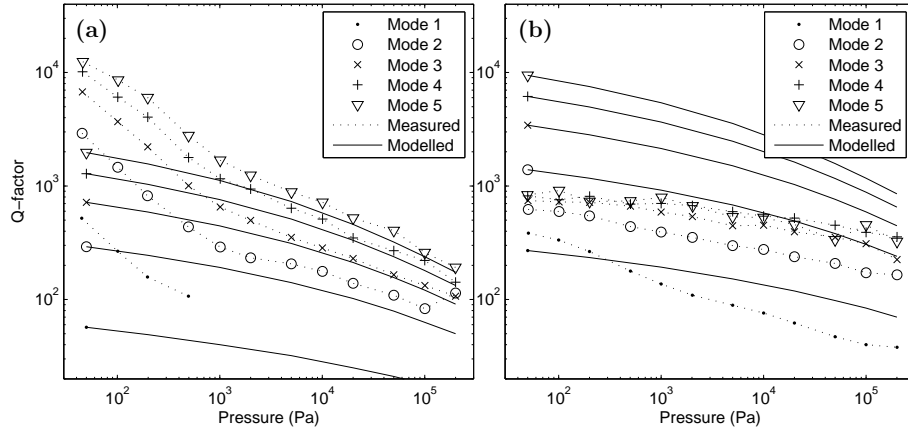 (a)
Mode 1
Mode 2
Mode 3
Mode 4
Mode 5
Measured
Modelled
10^4
10^3
10^2
Q-factor
10^2
10^3
10^4
10^5
Pressure (Pa)
(b)
Mode 1
Mode 2
Mode 3
Mode 4
Mode 5
Measured
Modelled
10^4
10^3
10^2
10^2
10^3
10^4
10^5
Pressure (Pa)